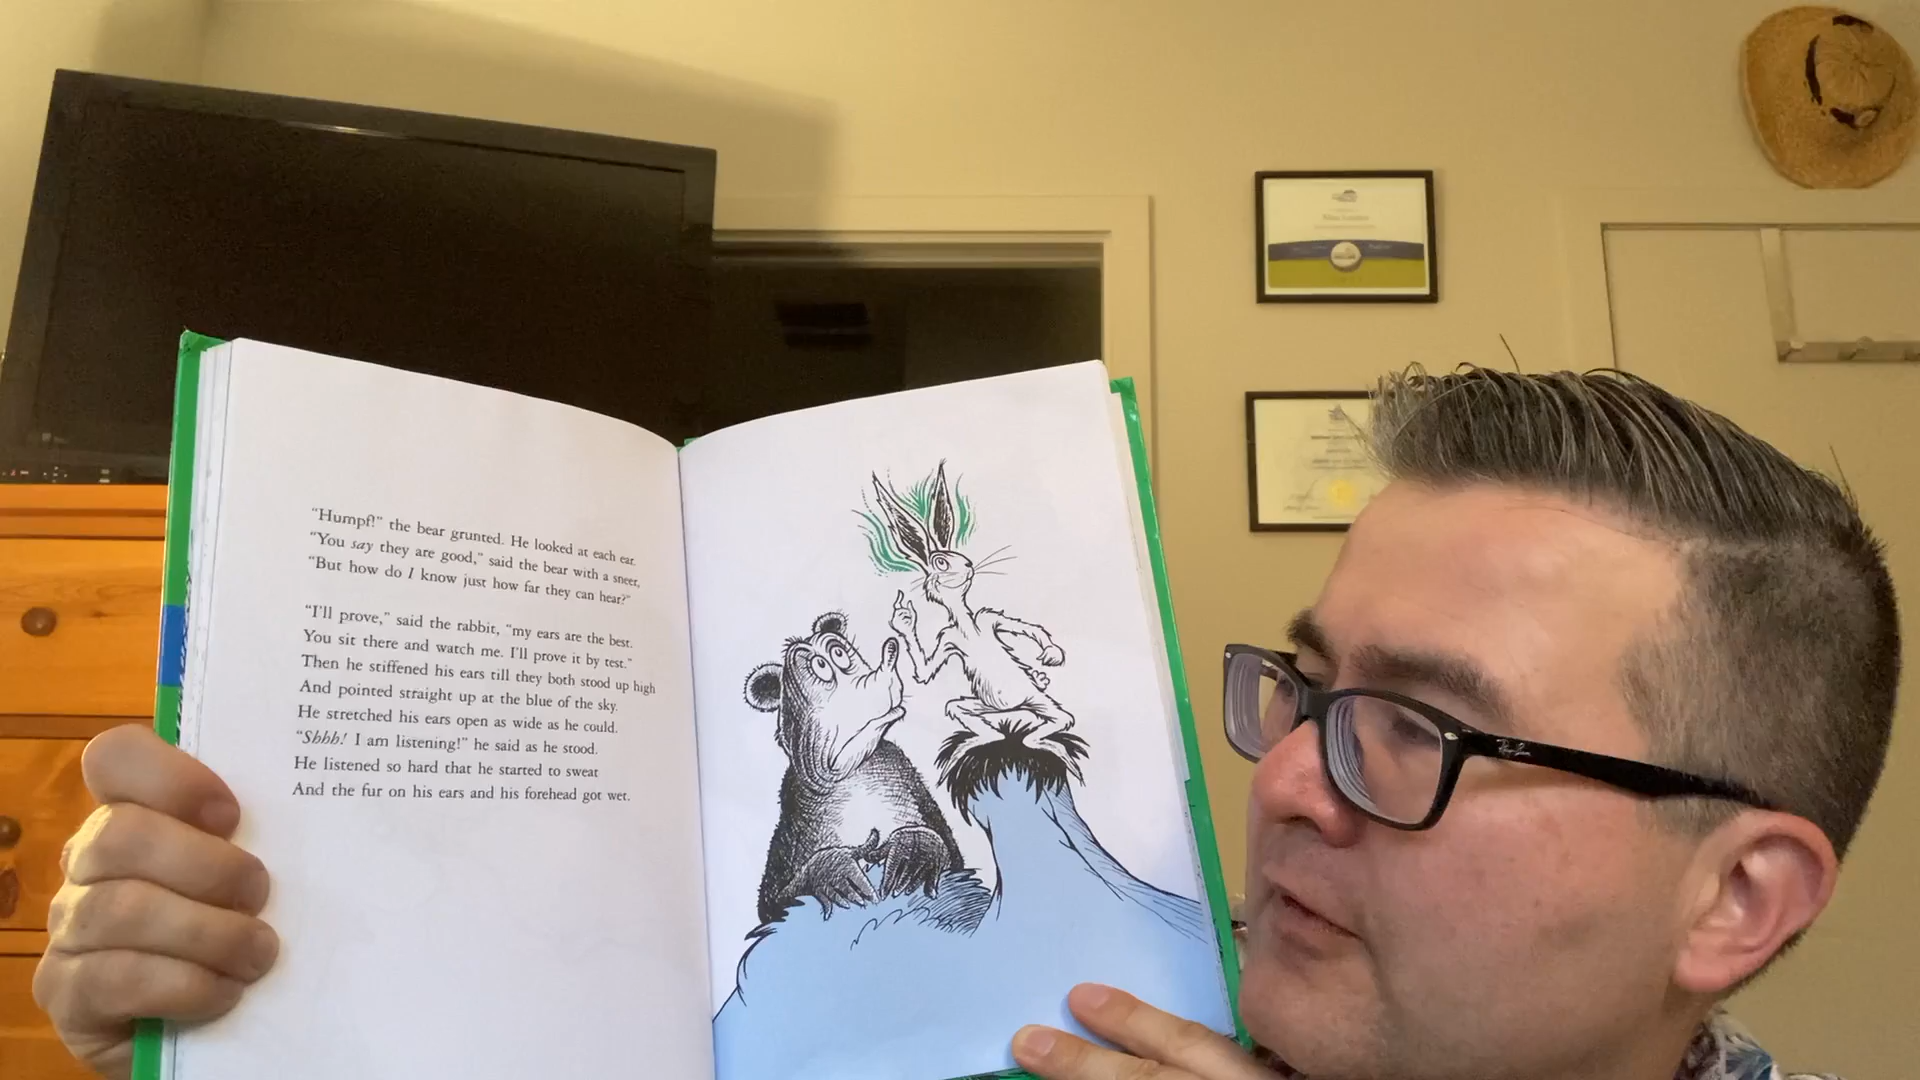 “Humpf!” the bear grunted. He looked at each ear.
“You say they are good,” said the bear with a sneer,
“But how do I know just how far they can hear?”
“I’ll prove,” said the rabbit, “my ears are the best.
You sit there and watch me. I’ll prove it by test.”
Then he stiffened his ears till they both stood up high
And pointed straight up at the blue of the sky.
He stretched his ears open as wide as he could.
“Shhh! I am listening!” he said as he stood.
He listened so hard that he started to sweat
And the fur on his ears and his forehead got wet.
Ray-Ban